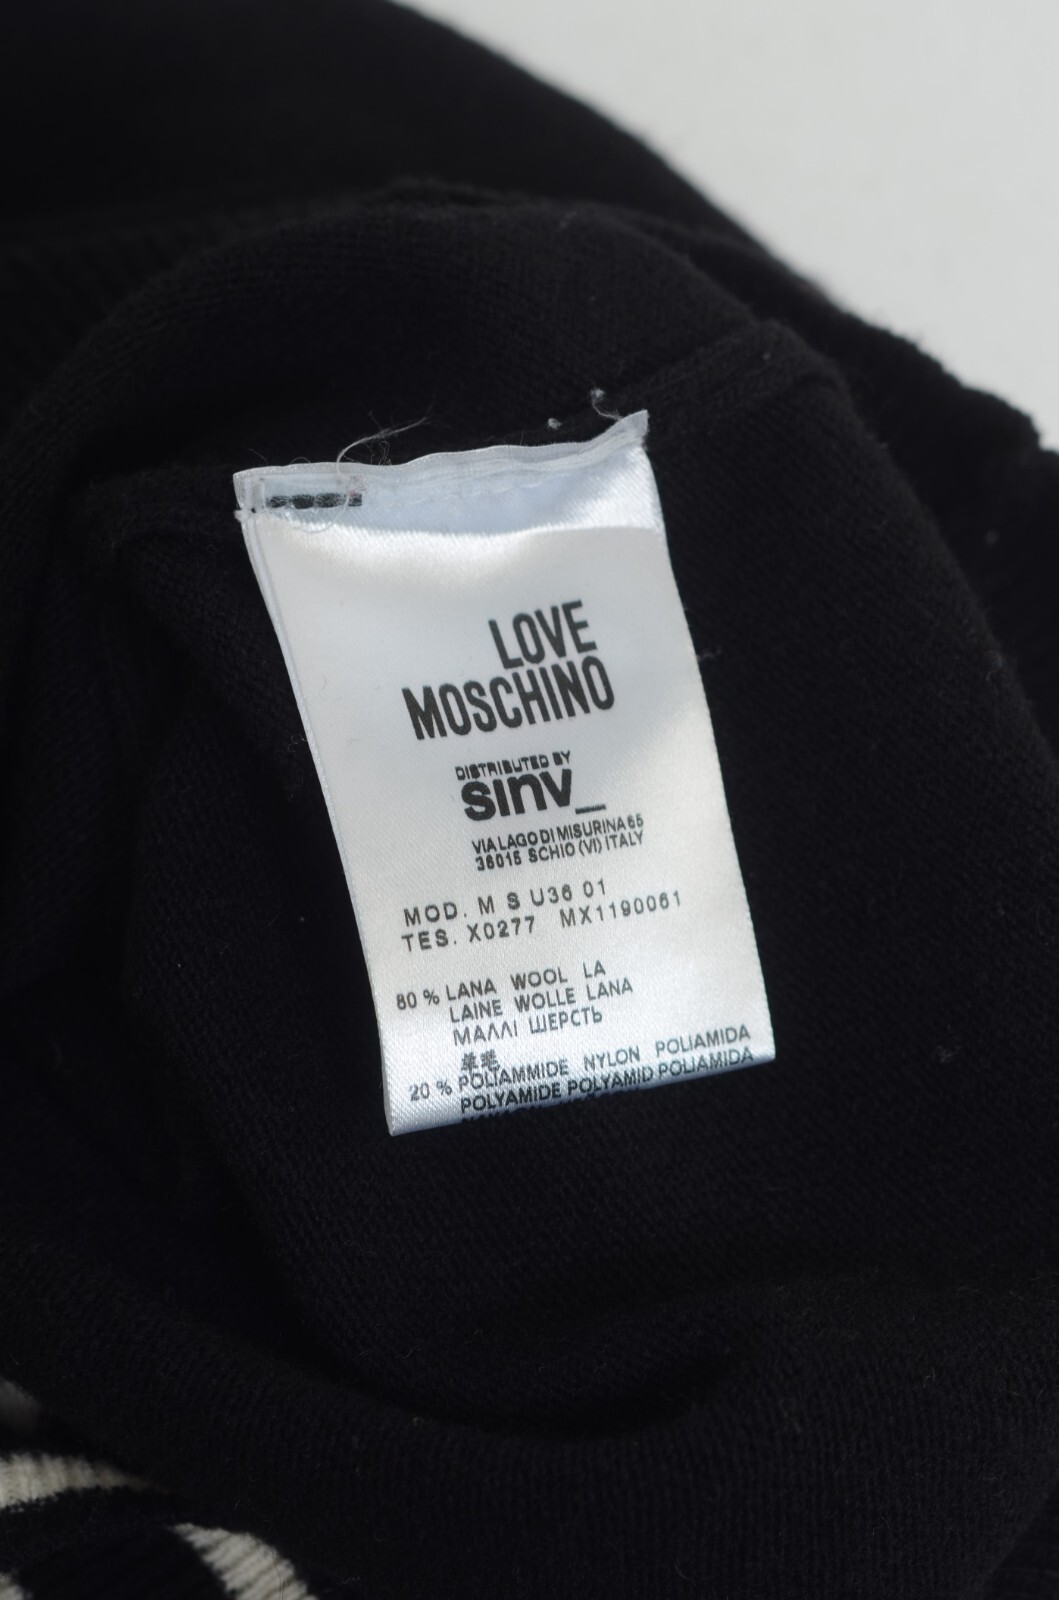 LOVE
MOSCHINO
DISTRIBUTED BY
sinv_
VIA LAGO DI MISURINA 65
36015 SCHIO (VI) ITALY
MOD. M S U36 01
TES. X0277 MX1190061
80 % LANA WOOL LA
LAINE WOLLE LANA
ΜΑΛΛΙ ШЕРСТЬ
20 % POLIAMMIDE NYLON POLIAMIDA
POLYAMIDE POLYAMID POLIAMIDA